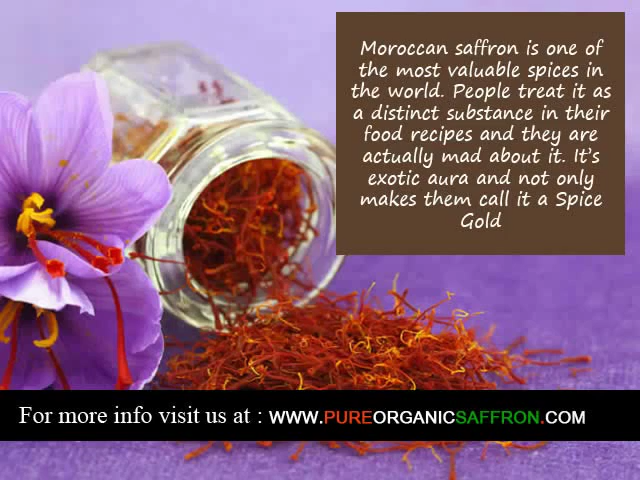 Moroccan saffron is one of
the most valuable spices in
the world. People treat it as
a distinct substance in their
food recipes and they are
actually mad about it. It's
exotic aura and not only
makes them call it a Spice
Gold
For more info visit us at : WWW.PUREORGANICSAFFRON.COM